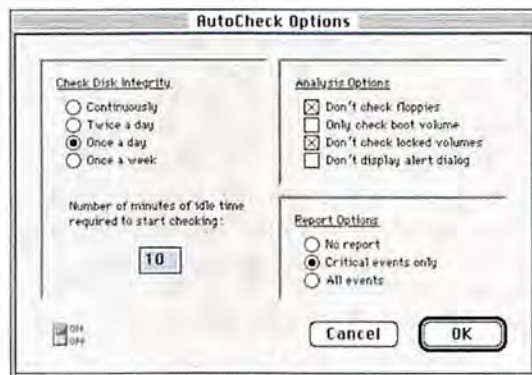 AutoCheck Options
Check Disk Integrity
Continuously
Twice a day
Once a day
Once a week
Number of minutes of idle time
required to start checking:
10
Analysis Options
Don't check floppies
Only check boot volume
Don't check locked volumes
Don't display alert dialog
Report Options
No report
Critical events only
All events
ON
OFF
Cancel
OK